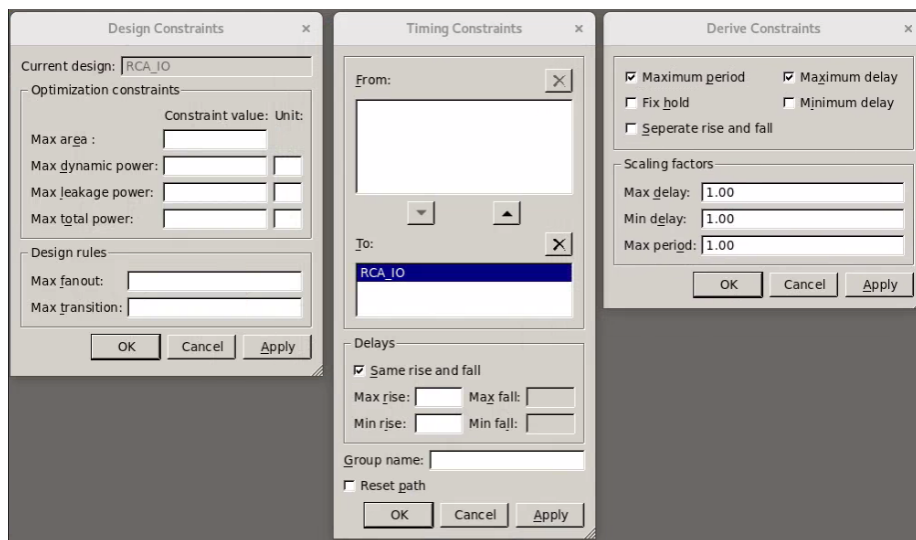 Design Constraints ×
Current design: RCA_IO
Optimization constraints
Constraint value: Unit:
Max area :
Max dynamic power:
Max leakage power:
Max total power:
Design rules
Max fanout:
Max transition:
OK Cancel Apply
Timing Constraints ×
From:
To:
RCA_IO
Delays
Same rise and fall
Max rise: Max fall:
Min rise: Min fall:
Group name:
Reset path
OK Cancel Apply
Derive Constraints ×
Maximum period Maximum delay
Fix hold Minimum delay
Seperate rise and fall
Scaling factors
Max delay: 1.00
Min delay: 1.00
Max period: 1.00
OK Cancel Apply